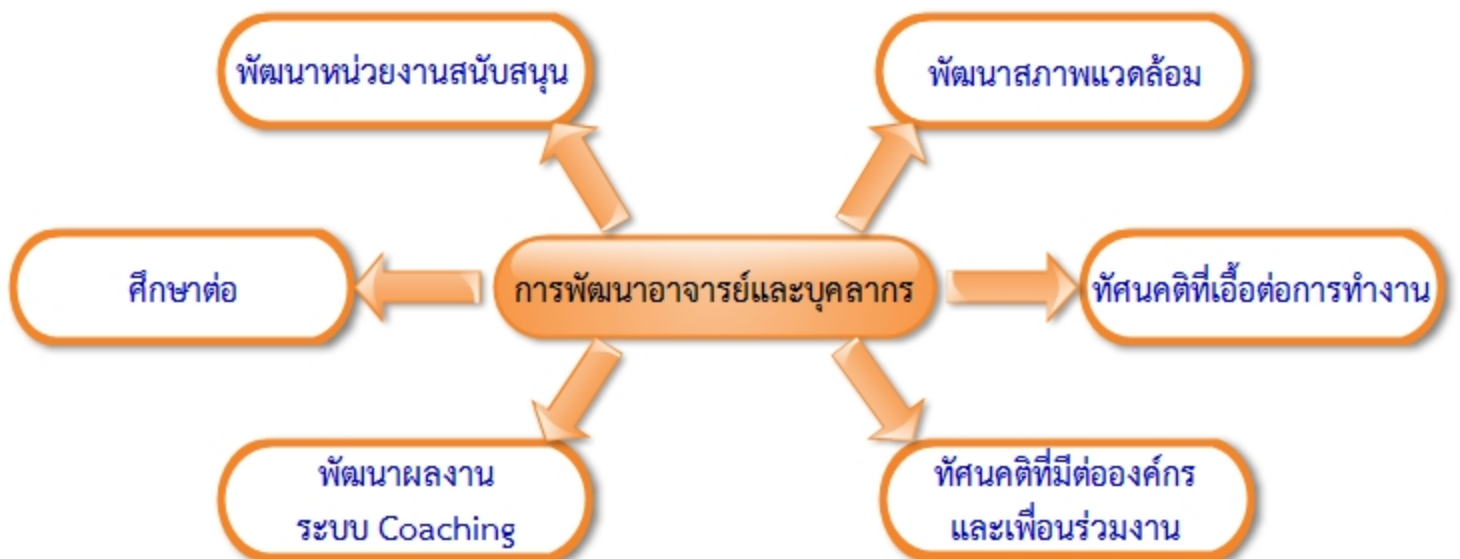 พัฒนาหน่วยงานสนับสนุน
พัฒนาสภาพแวดล้อม
ศึกษาต่อ
การพัฒนาอาจารย์และบุคลากร
ทัศนคติที่เอื้อต่อการทำงาน
พัฒนาผลงาน
ระบบ Coaching
ทัศนคติที่มีต่อองค์กร
และเพื่อนร่วมงาน